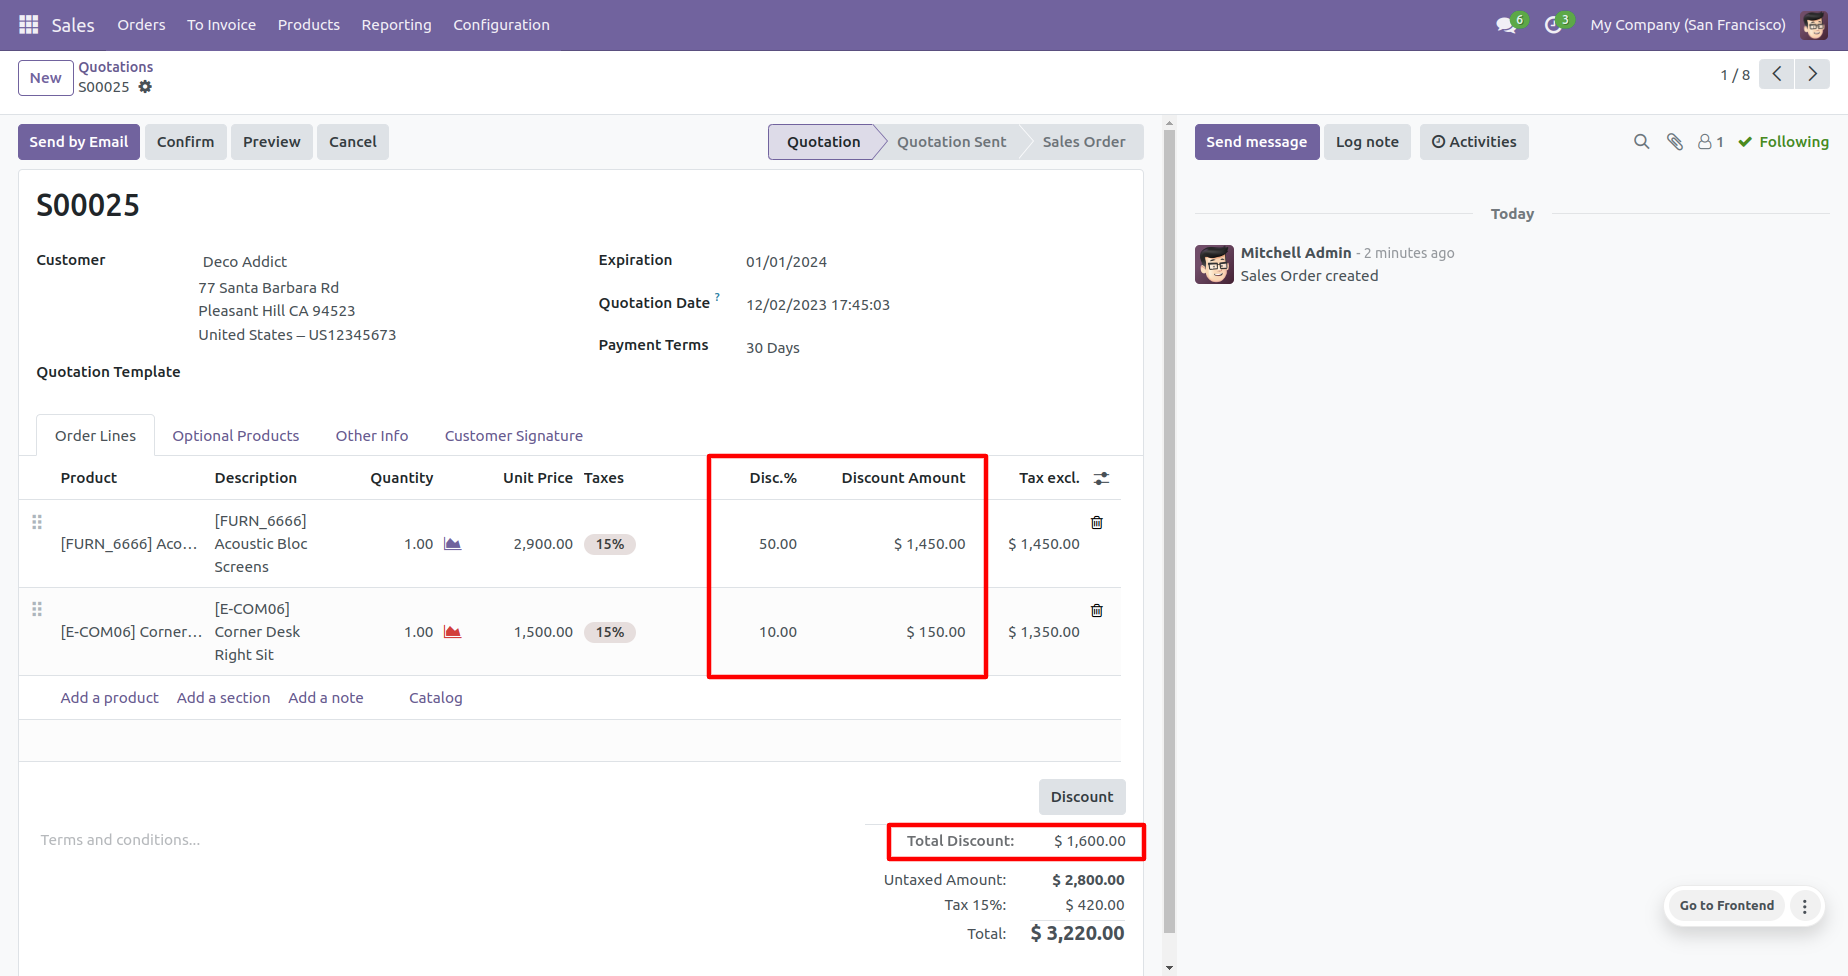 Sales Orders To Invoice Products Reporting Configuration 6 3 My Company (San Francisco)
New Quotations
S00025
1 / 8
Send by Email Confirm Preview Cancel Quotation Quotation Sent Sales Order
Send message Log note Activities 1 Following
S00025
Today
Customer Deco Addict
77 Santa Barbara Rd
Pleasant Hill CA 94523
United States – US12345673
Expiration 01/01/2024
Quotation Date ? 12/02/2023 17:45:03
Payment Terms 30 Days
Mitchell Admin - 2 minutes ago
Sales Order created
Quotation Template
Order Lines Optional Products Other Info Customer Signature
Product Description Quantity Unit Price Taxes Disc.% Discount Amount Tax excl.
[FURN_6666] Aco... [FURN_6666]
Acoustic Bloc
Screens
1.00 2,900.00 15% 50.00 $ 1,450.00 $ 1,450.00
[E-COM06] Corner... [E-COM06]
Corner Desk
Right Sit
1.00 1,500.00 15% 10.00 $ 150.00 $ 1,350.00
Add a product Add a section Add a note Catalog
Discount
Terms and conditions...
Total Discount: $ 1,600.00
Untaxed Amount: $ 2,800.00
Tax 15%: $ 420.00
Total: $ 3,220.00
Go to Frontend